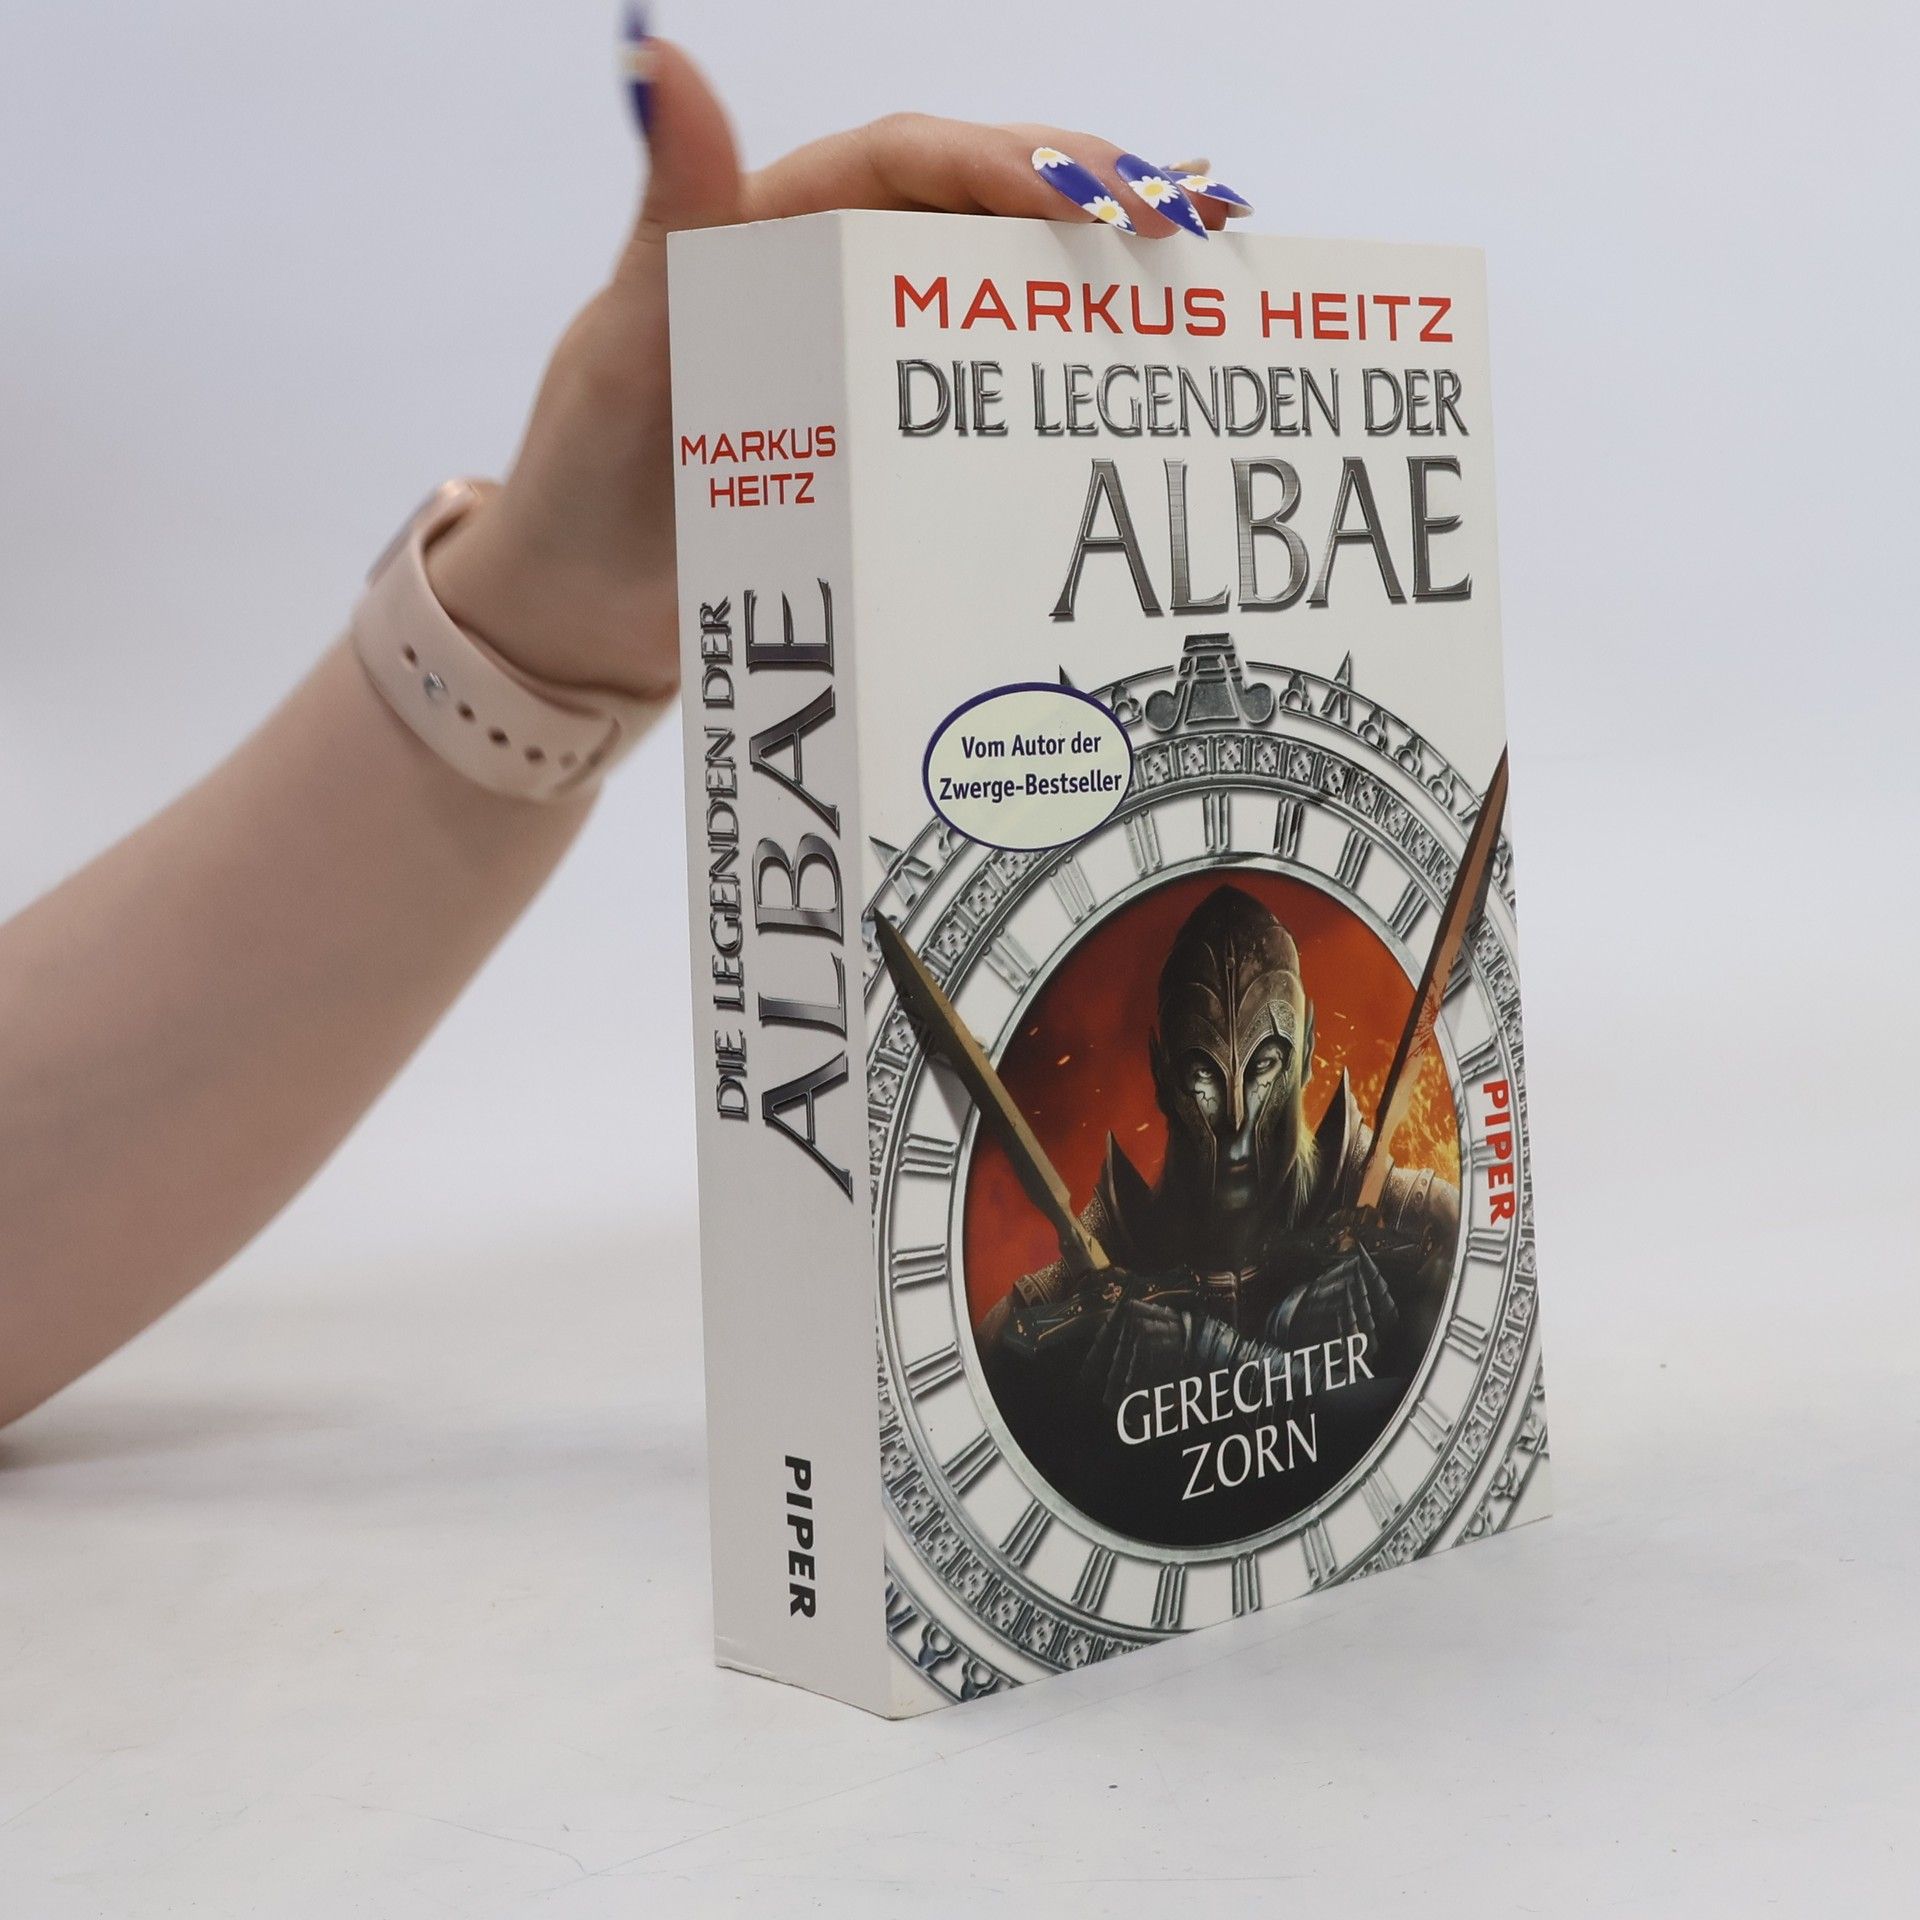 MARKUS
HEITZ
DIE LEGENDEN DER
ALBAE
PIPER
MARKUS HEITZ
DIE LEGENDEN DER
ALBAE
Vom Autor der
Zwerge-Bestseller
PIPER
GERECHTER
ZORN